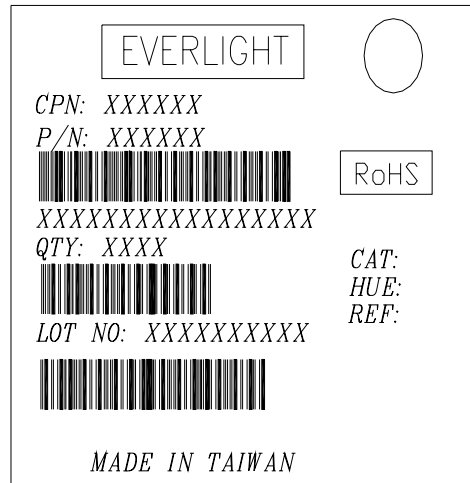 EVERLIGHT
CPN: XXXXXX
P/N: XXXXXX
RoHS
XXXXXXXXXXXXXXXXX
QTY: XXXX
CAT:
HUE:
REF:
LOT NO: XXXXXXXXXX
MADE IN TAIWAN